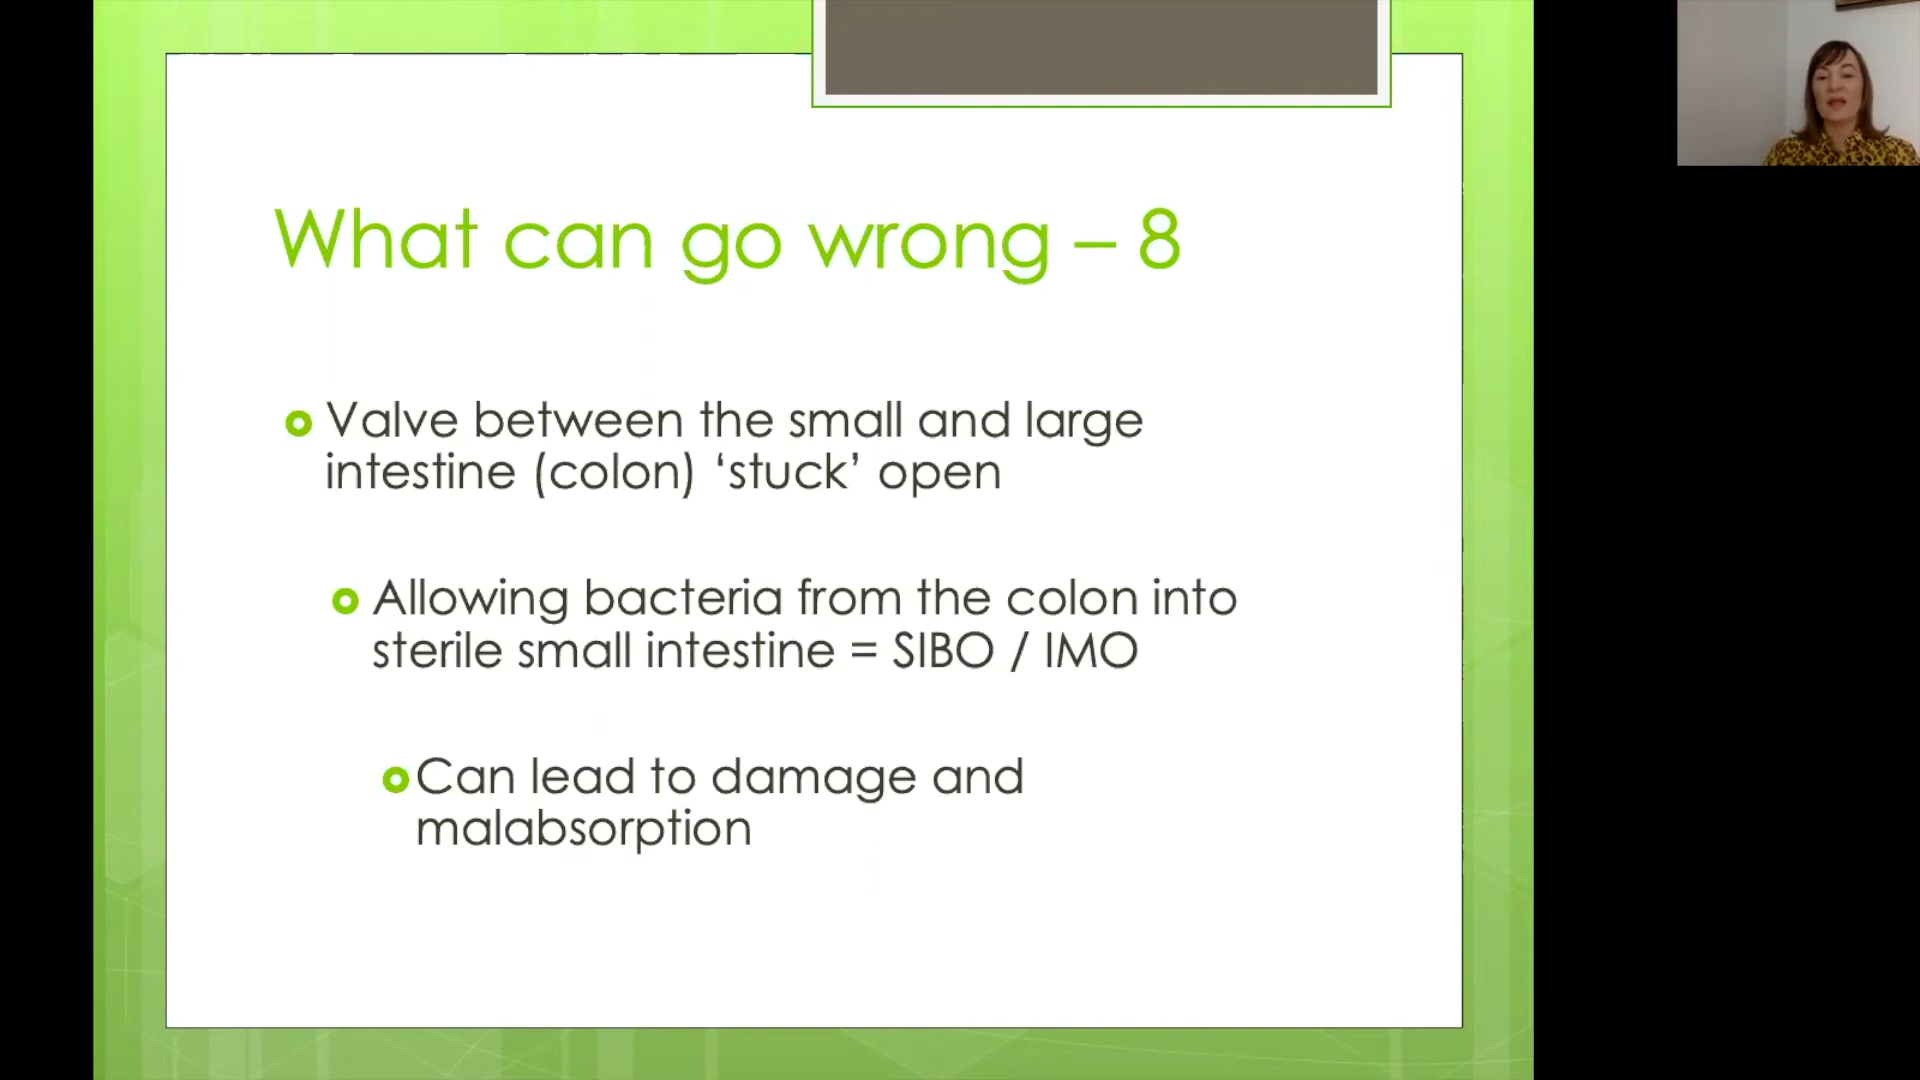 What can go wrong – 8
Valve between the small and large
intestine (colon) ‘stuck’ open
Allowing bacteria from the colon into
sterile small intestine = SIBO / IMO
Can lead to damage and
malabsorption